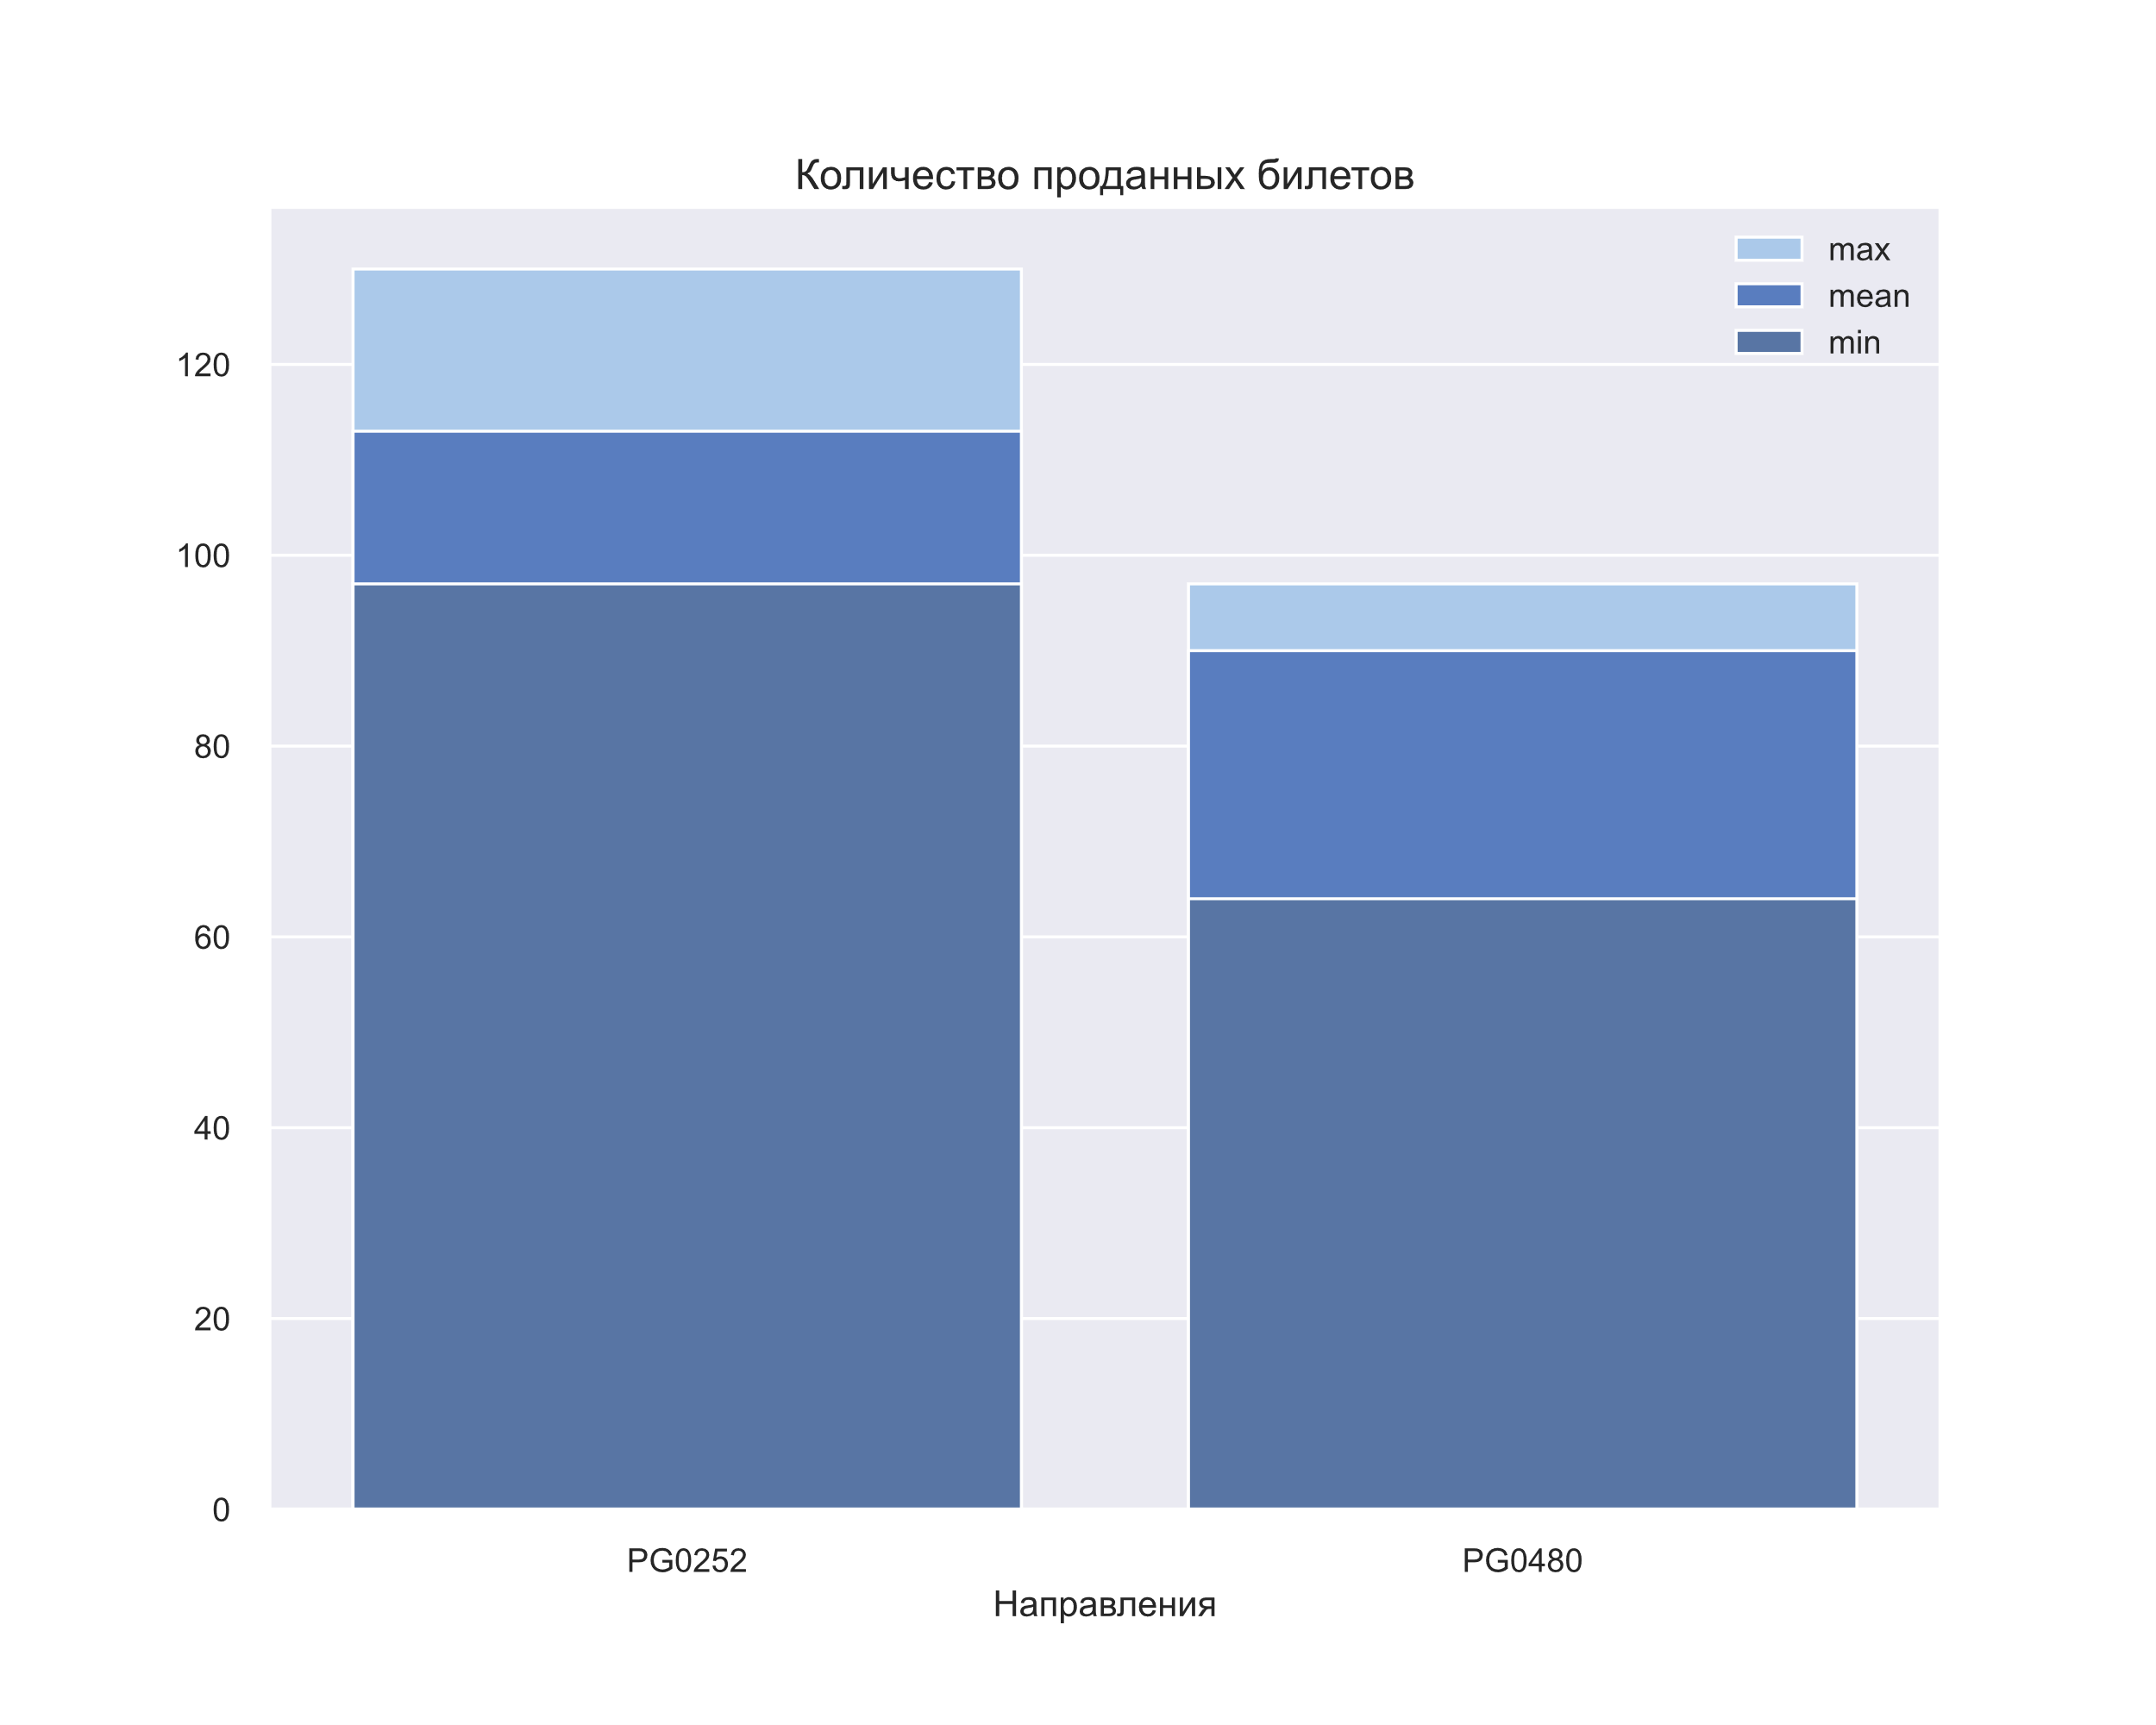 Количество проданных билетов
max
mean
min
120
100
80
60
40
20
0
PG0252
PG0480
Направления